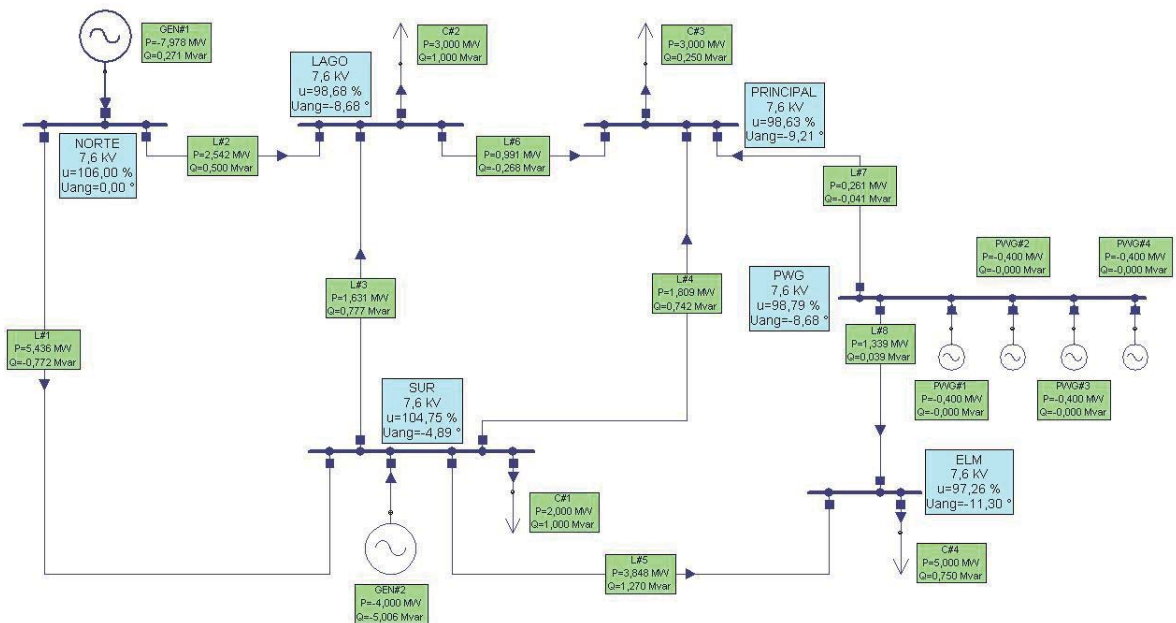 GEN#1
P=-7,978 MW
Q=0,271 Mvar
C#2
P=3,000 MW
Q=1,000 Mvar
C#3
P=3,000 MW
Q=0,250 Mvar
LAGO
7,6 kV
u=98,68 %
Uang=-8,68 °
PRINCIPAL
7,6 kV
u=98,63 %
Uang=-9,21 °
NORTE
7,6 kV
u=106,00 %
Uang=0,00 °
L#2
P=2,542 MW
Q=0,500 Mvar
L#6
P=0,991 MW
Q=-0,268 Mvar
L#7
P=0,261 MW
Q=-0,041 Mvar
PWG#2
P=-0,400 MW
Q=-0,000 Mvar
PWG#4
P=-0,400 MW
Q=-0,000 Mvar
L#3
P=1,631 MW
Q=0,777 Mvar
L#4
P=1,809 MW
Q=0,742 Mvar
PWG
7,6 kV
u=98,79 %
Uang=-8,68 °
L#1
P=5,436 MW
Q=-0,772 Mvar
L#8
P=1,339 MW
Q=0,039 Mvar
PWG#1
P=-0,400 MW
Q=-0,000 Mvar
PWG#3
P=-0,400 MW
Q=-0,000 Mvar
SUR
7,6 kV
u=104,75 %
Uang=-4,89 °
ELM
7,6 kV
u=97,26 %
Uang=-11,30 °
C#1
P=2,000 MW
Q=1,000 Mvar
L#5
P=3,848 MW
Q=1,270 Mvar
C#4
P=5,000 MW
Q=0,750 Mvar
GEN#2
P=-4,000 MW
Q=-5,006 Mvar